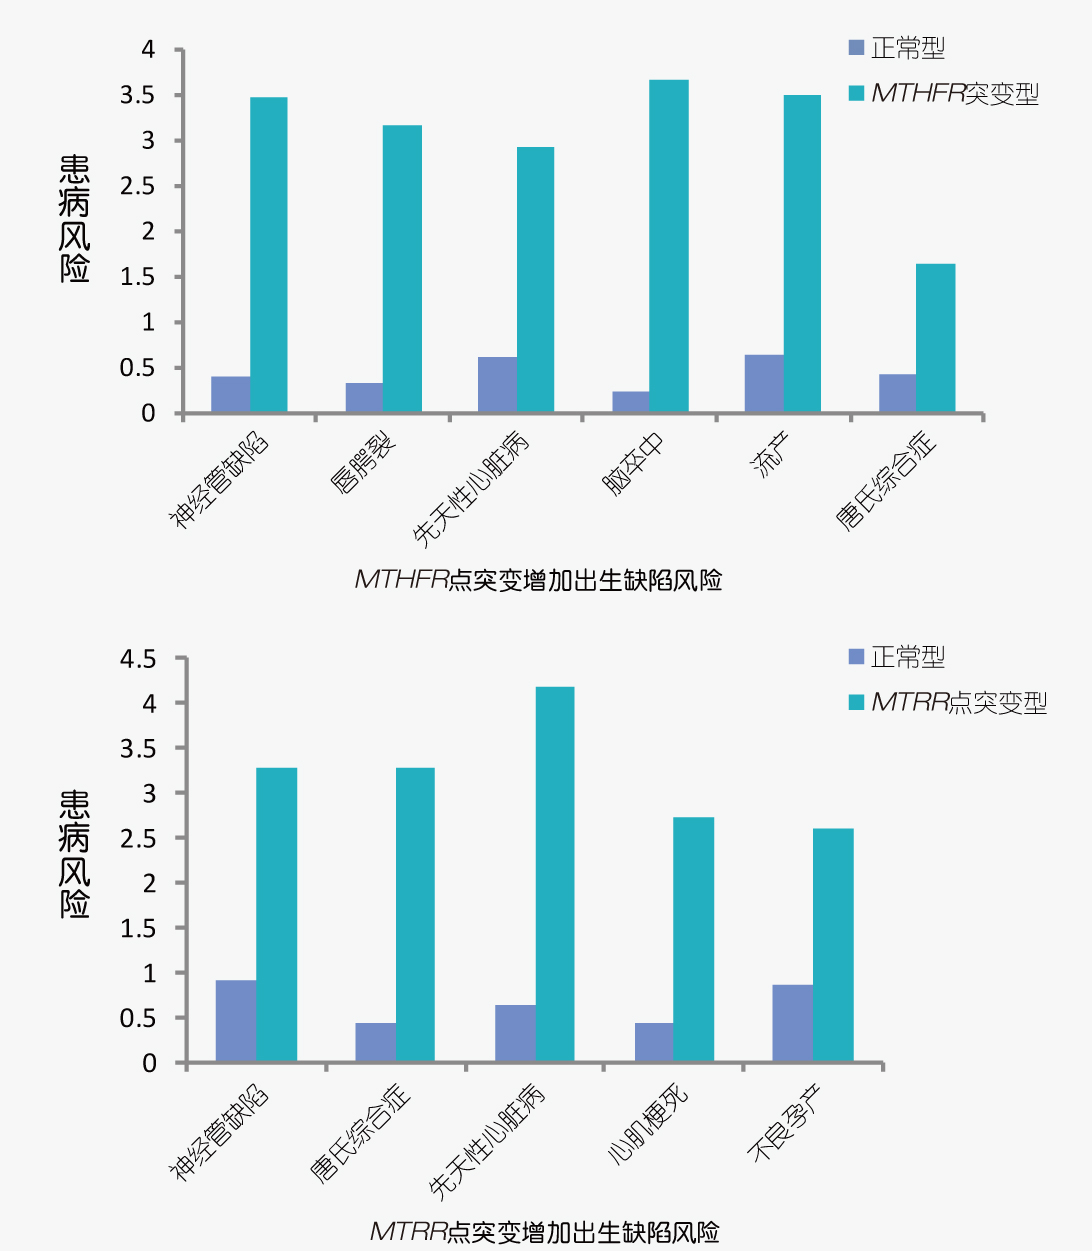 正常型
MTHFR突变型
患病风险
4
3.5
3
2.5
2
1.5
1
0.5
0
神经管缺陷
唇腭裂
先天性心脏病
脑卒中
流产
唐氏综合症
MTHFR点突变增加出生缺陷风险
正常型
MTRR点突变型
患病风险
4.5
4
3.5
3
2.5
2
1.5
1
0.5
0
神经管缺陷
唐氏综合症
先天性心脏病
心肌梗死
不良孕产
MTRR点突变增加出生缺陷风险